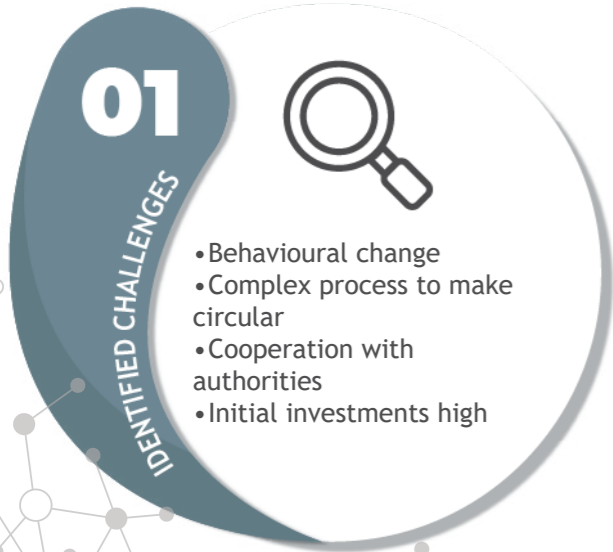 01
IDENTIFIED CHALLENGES
•Behavioural change
•Complex process to make
circular
•Cooperation with
authorities
•Initial investments high